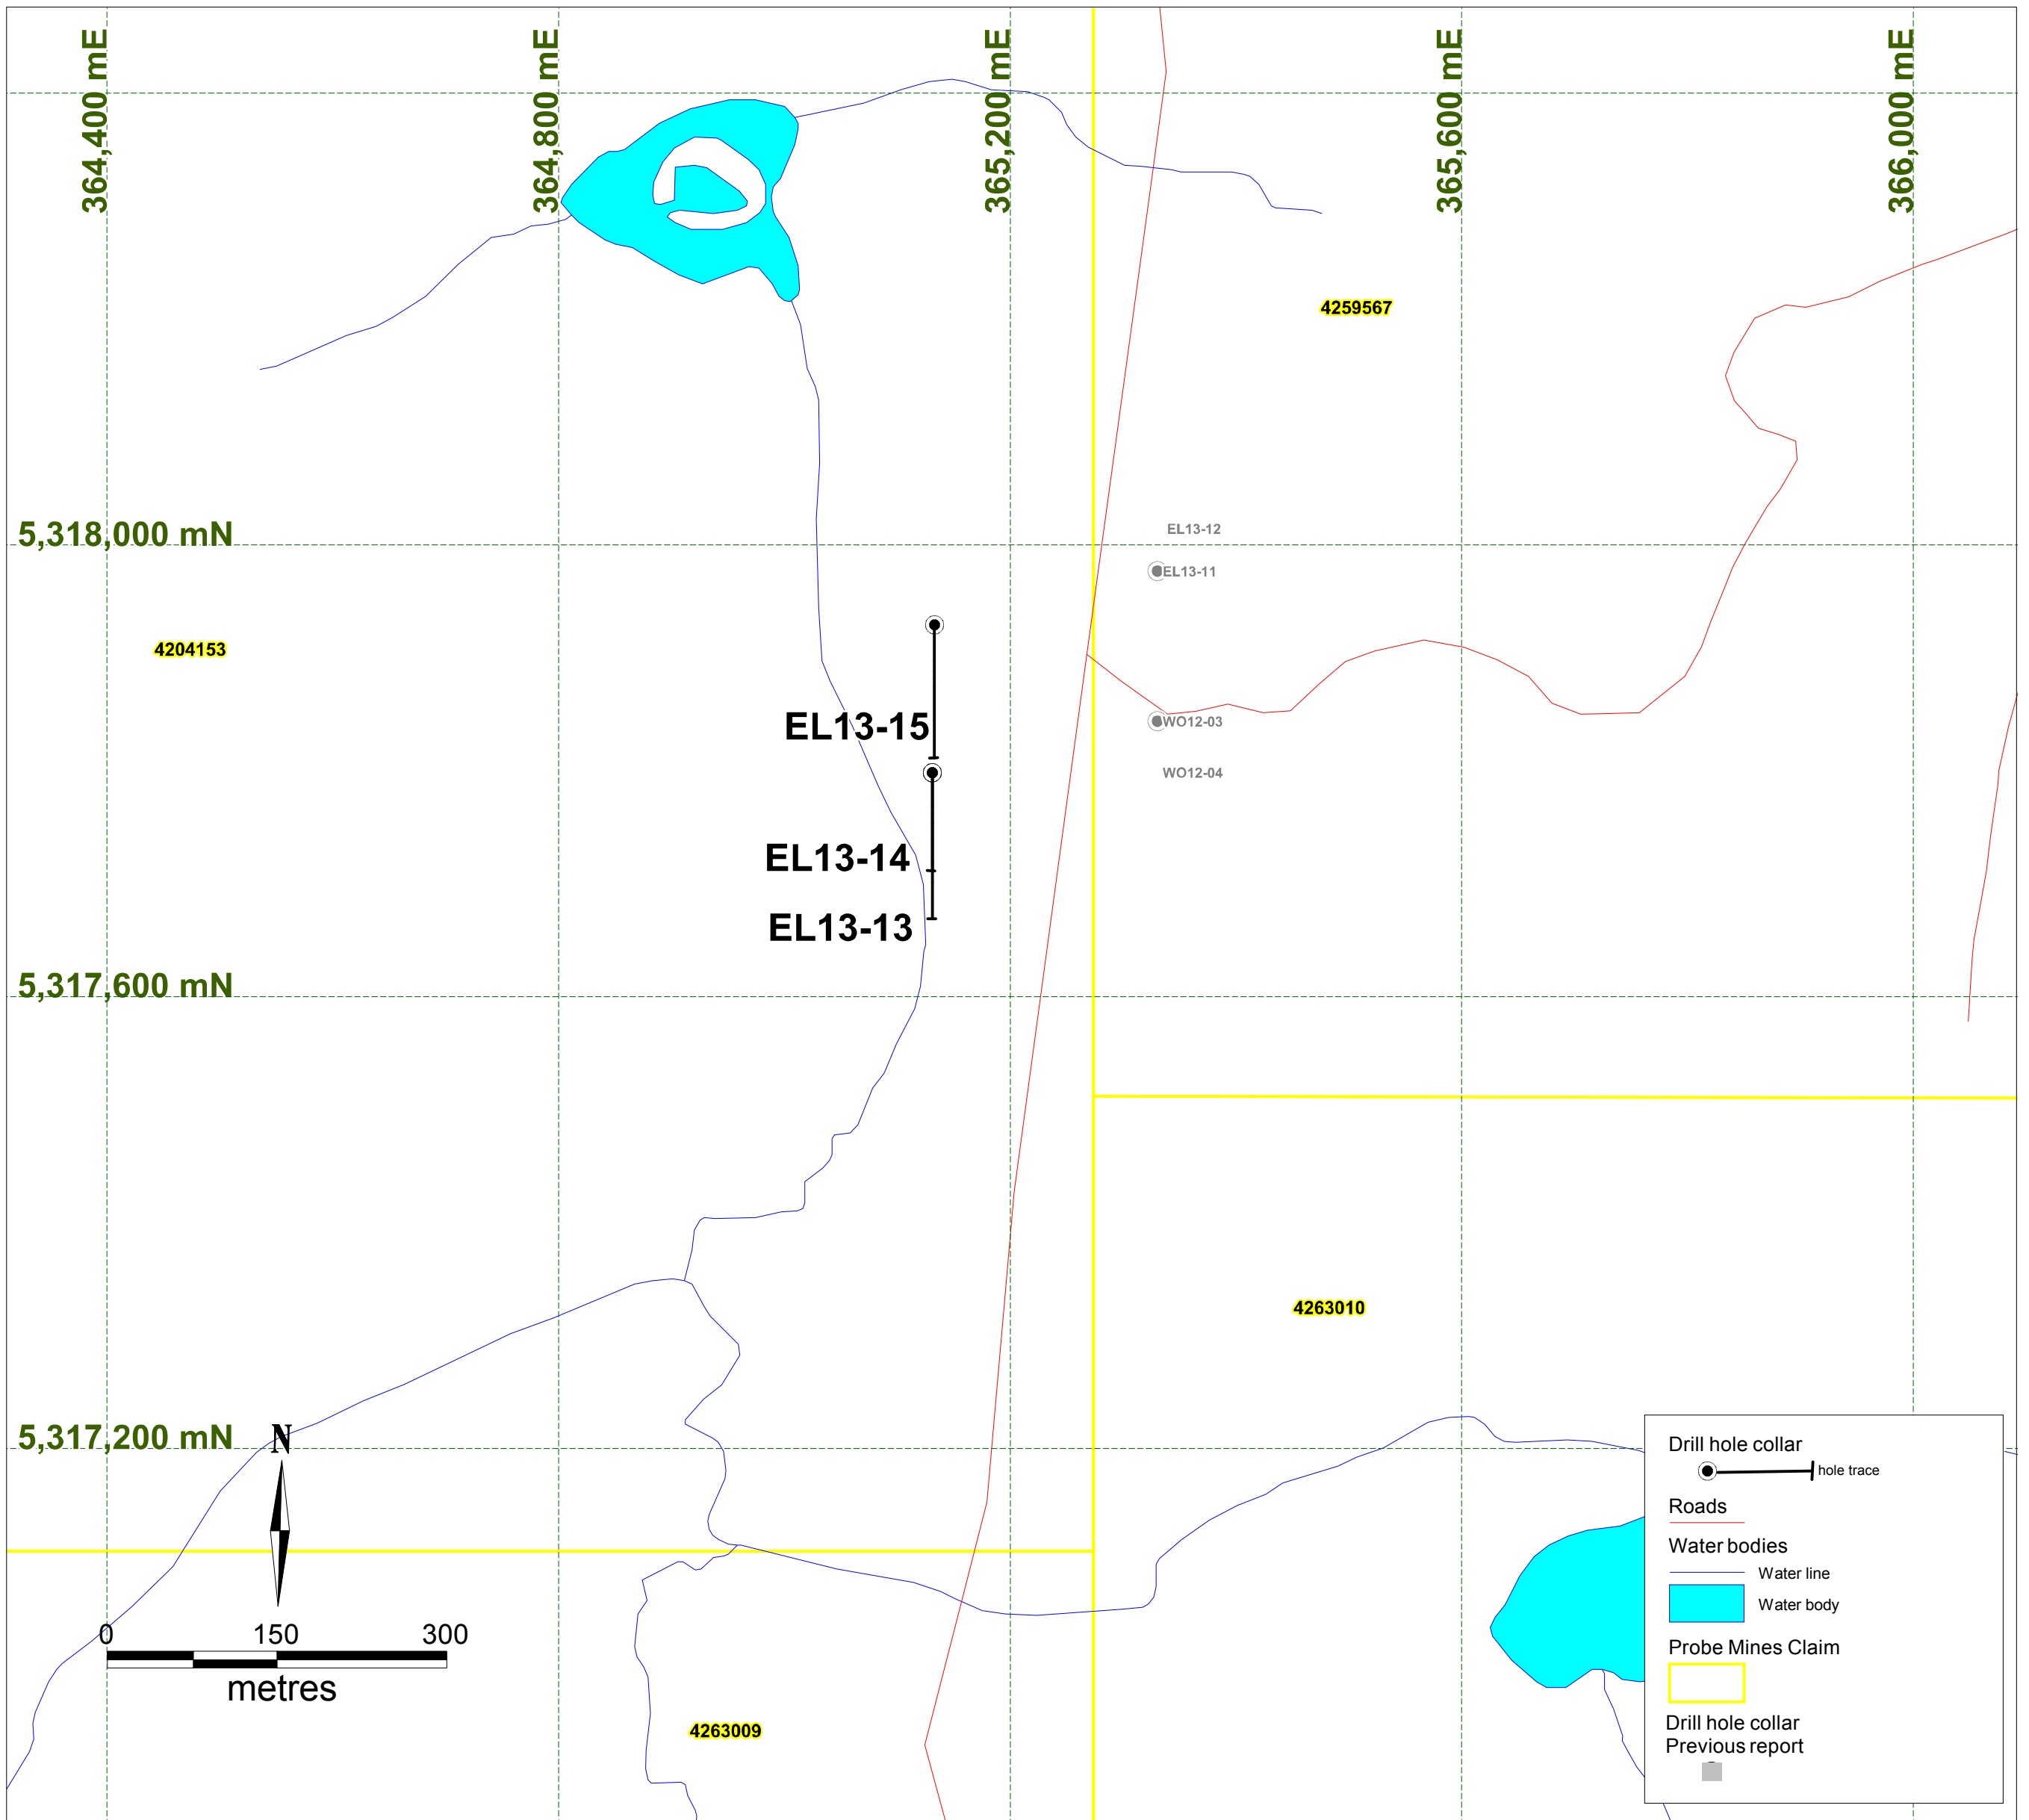 364,400 mE
364,800 mE
365,200 mE
365,600 mE
366,000 mE
4259567
5,318,000 mN
EL13-12
EL13-11
4204153
EL13-15
WO12-03
WO12-04
EL13-14
EL13-13
5,317,600 mN
4263010
5,317,200 mN
N
0 150 300
metres
4263009
Drill hole collar
hole trace
Roads
Water bodies
Water line
Water body
Probe Mines Claim
Drill hole collar
Previous report